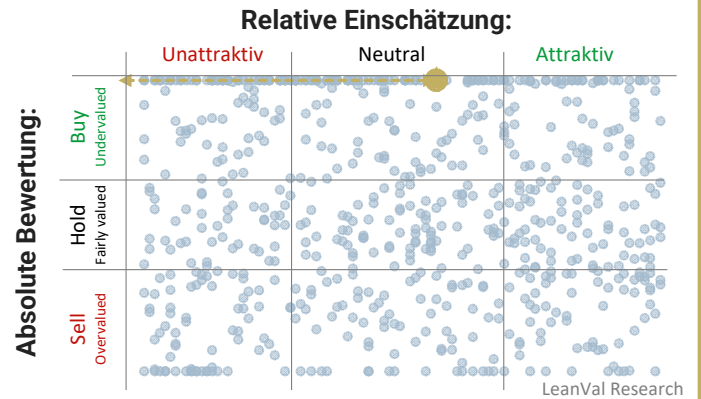 Relative Einschätzung:
Unattraktiv
Neutral
Attraktiv
Absolute Bewertung:
Buy
Undervalued
Hold
Fairly valued
Sell
Overvalued
LeanVal Research